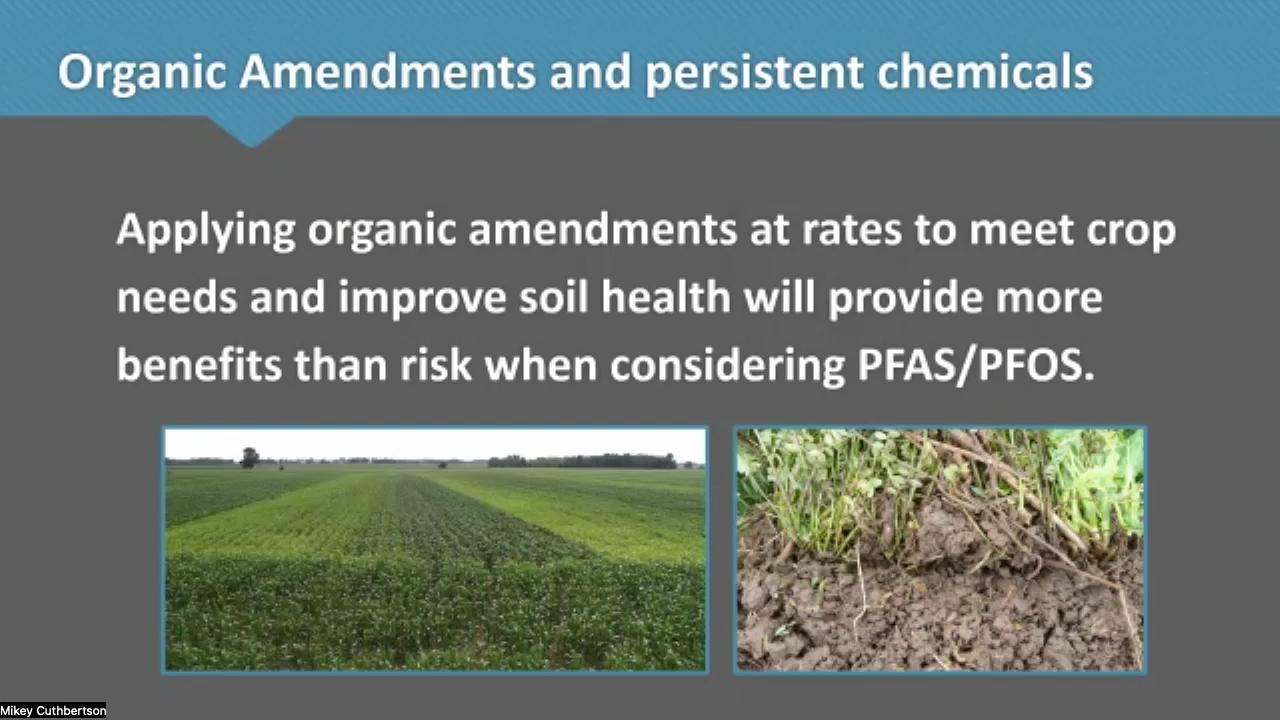 Organic Amendments and persistent chemicals
Applying organic amendments at rates to meet crop
needs and improve soil health will provide more
benefits than risk when considering PFAS/PFOS.
Mikey Cuthbertson